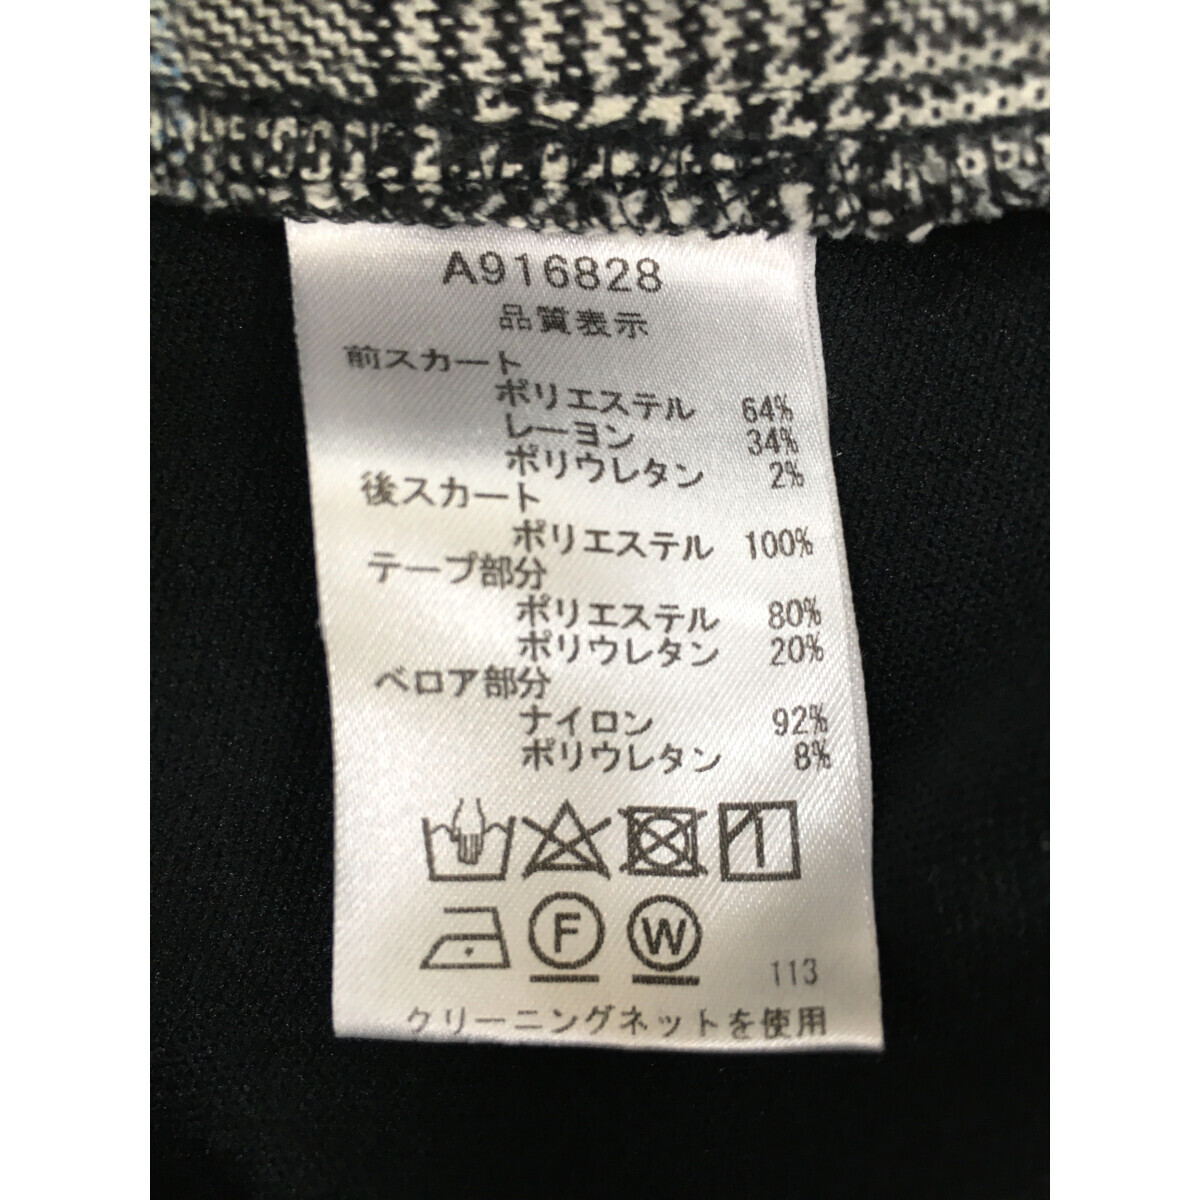 A916828
品質表示
前スカート
ポリエステル 64%
レーヨン 34%
ポリウレタン 2%
後スカート
ポリエステル 100%
テープ部分
ポリエステル 80%
ポリウレタン 20%
ベロア部分
ナイロン 92%
ポリウレタン 8%
F W
113
クリーニングネットを使用